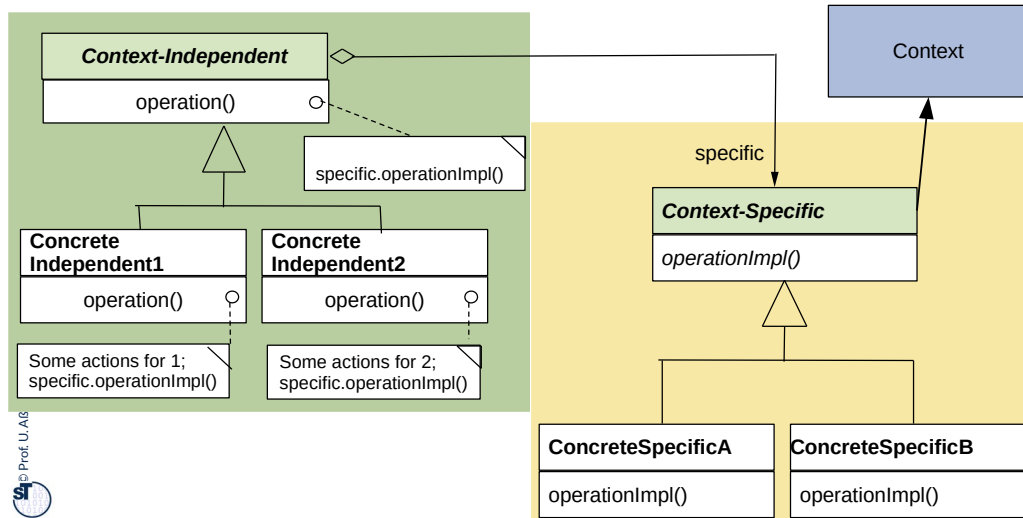 Context-Independent
operation()
specific.operationImpl()
Concrete
Independent1
operation()
Concrete
Independent2
operation()
Some actions for 1;
specific.operationImpl()
Some actions for 2;
specific.operationImpl()
Context
specific
Context-Specific
operationImpl()
ConcreteSpecificA
operationImpl()
ConcreteSpecificB
operationImpl()
© Prof. U. Aß
ST